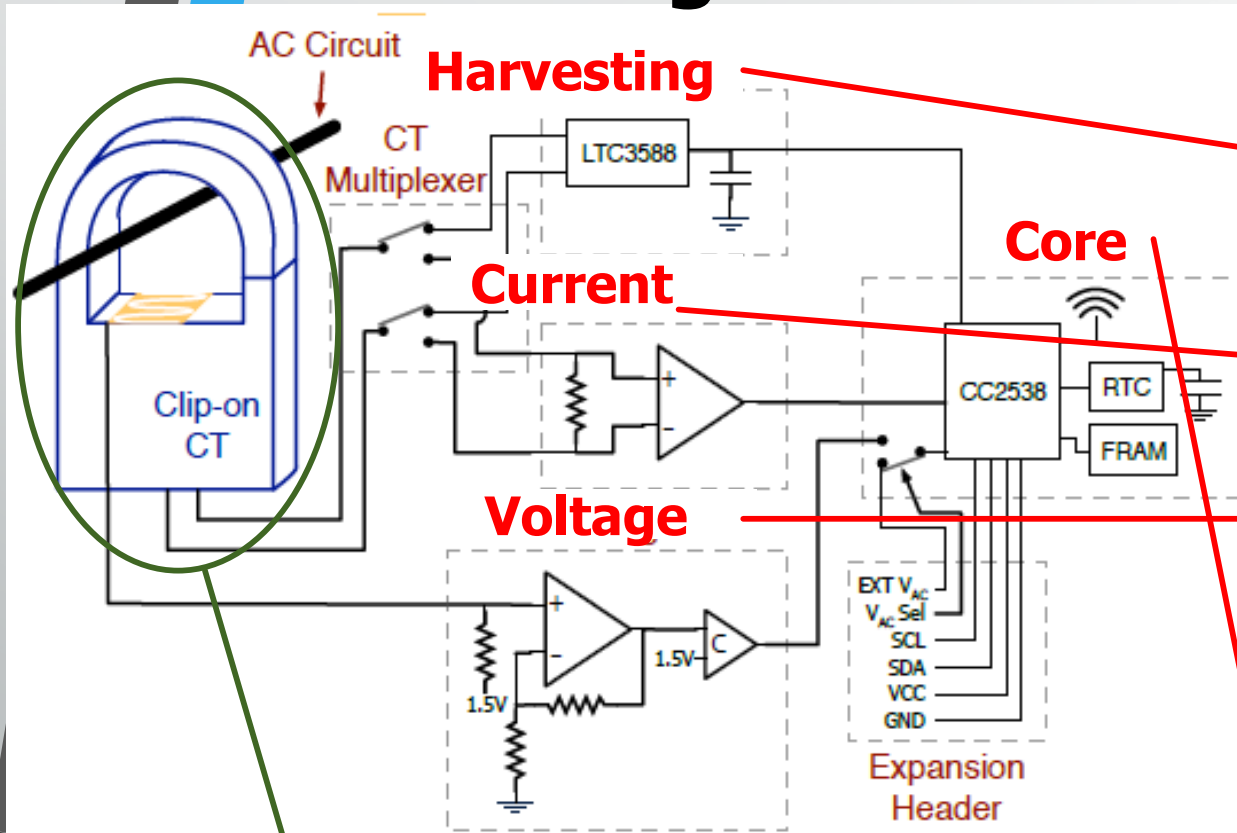 AC Circuit
Harvesting
CT
Multiplexer
LTC3588
Core
Current
Clip-on
CT
+
-
CC2538
RTC
FRAM
Voltage
+
-
1.5V
C
1.5V
EXT VAC
VAC Sel
SCL
SDA
VCC
GND
Expansion
Header